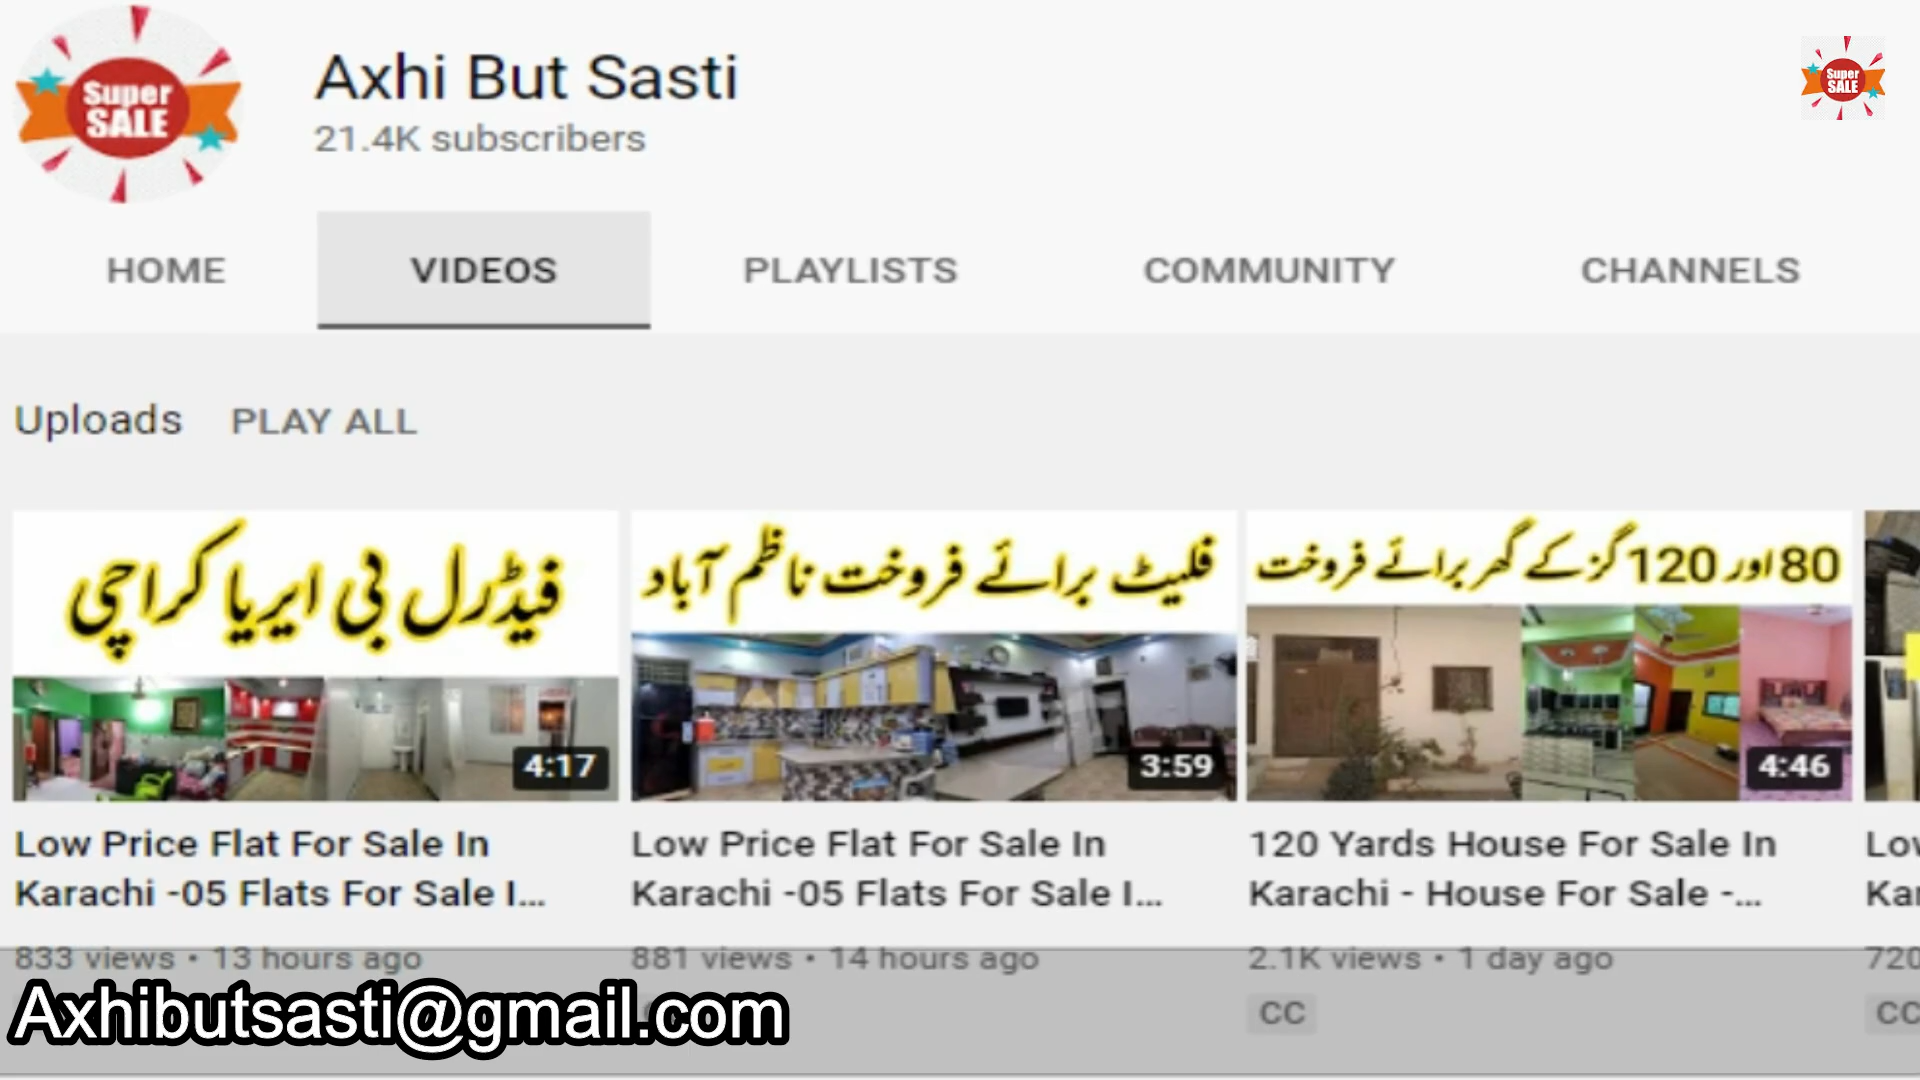 Super
SALE
Axhi But Sasti
21.4K subscribers
Super
SALE
HOME
VIDEOS
PLAYLISTS
COMMUNITY
CHANNELS
Uploads
PLAY ALL
فیڈرل بی ایریا کراچی
4:17
Low Price Flat For Sale In
Karachi -05 Flats For Sale I...
833 views • 13 hours ago
فلیٹ برائے فروخت ناظم آباد
3:59
Low Price Flat For Sale In
Karachi -05 Flats For Sale I...
881 views • 14 hours ago
80 اور 120 گز کے گھر برائے فروخت
4:46
120 Yards House For Sale In
Karachi - House For Sale -...
2.1K views • 1 day ago
CC
720
CC
Axhibutsasti@gmail.com